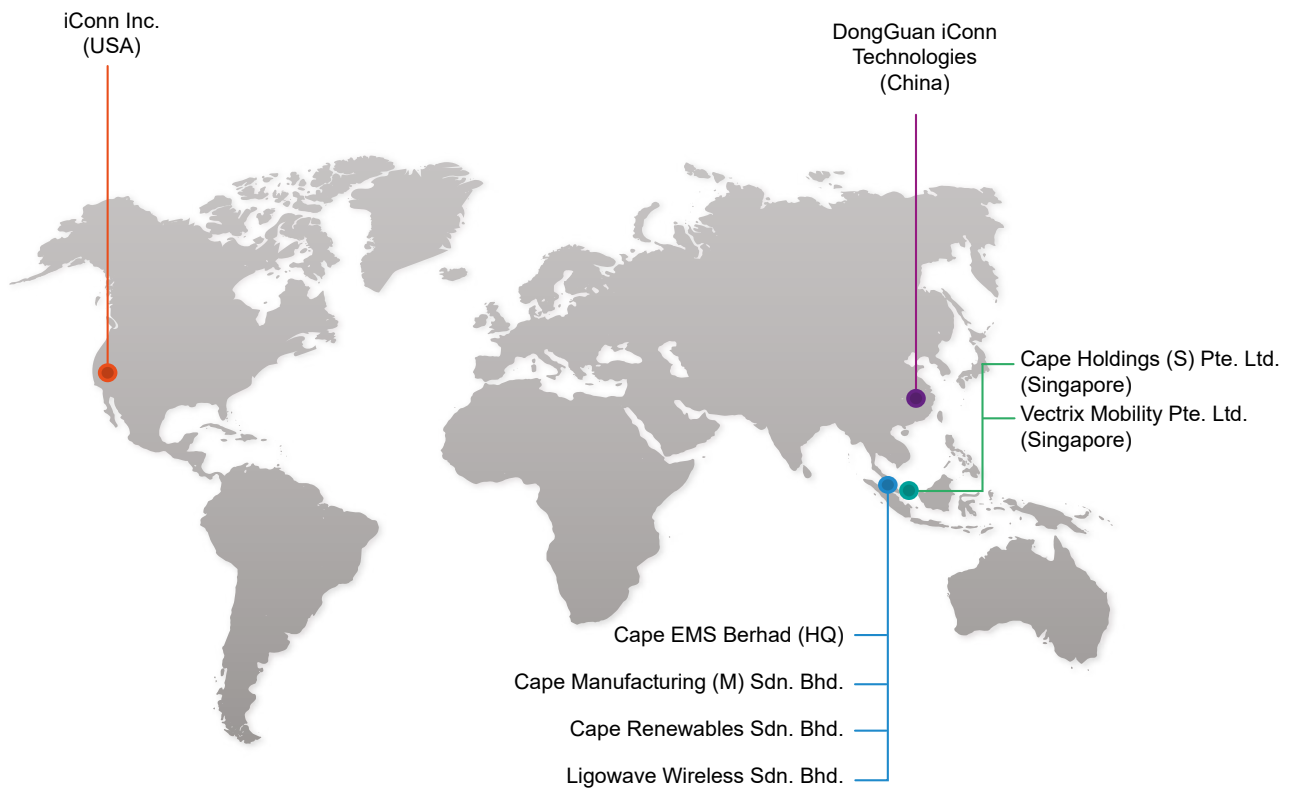 iConn Inc.
(USA)
DongGuan iConn
Technologies
(China)
Cape Holdings (S) Pte. Ltd.
(Singapore)
Vectrix Mobility Pte. Ltd.
(Singapore)
Cape EMS Berhad (HQ)
Cape Manufacturing (M) Sdn. Bhd.
Cape Renewables Sdn. Bhd.
Ligowave Wireless Sdn. Bhd.